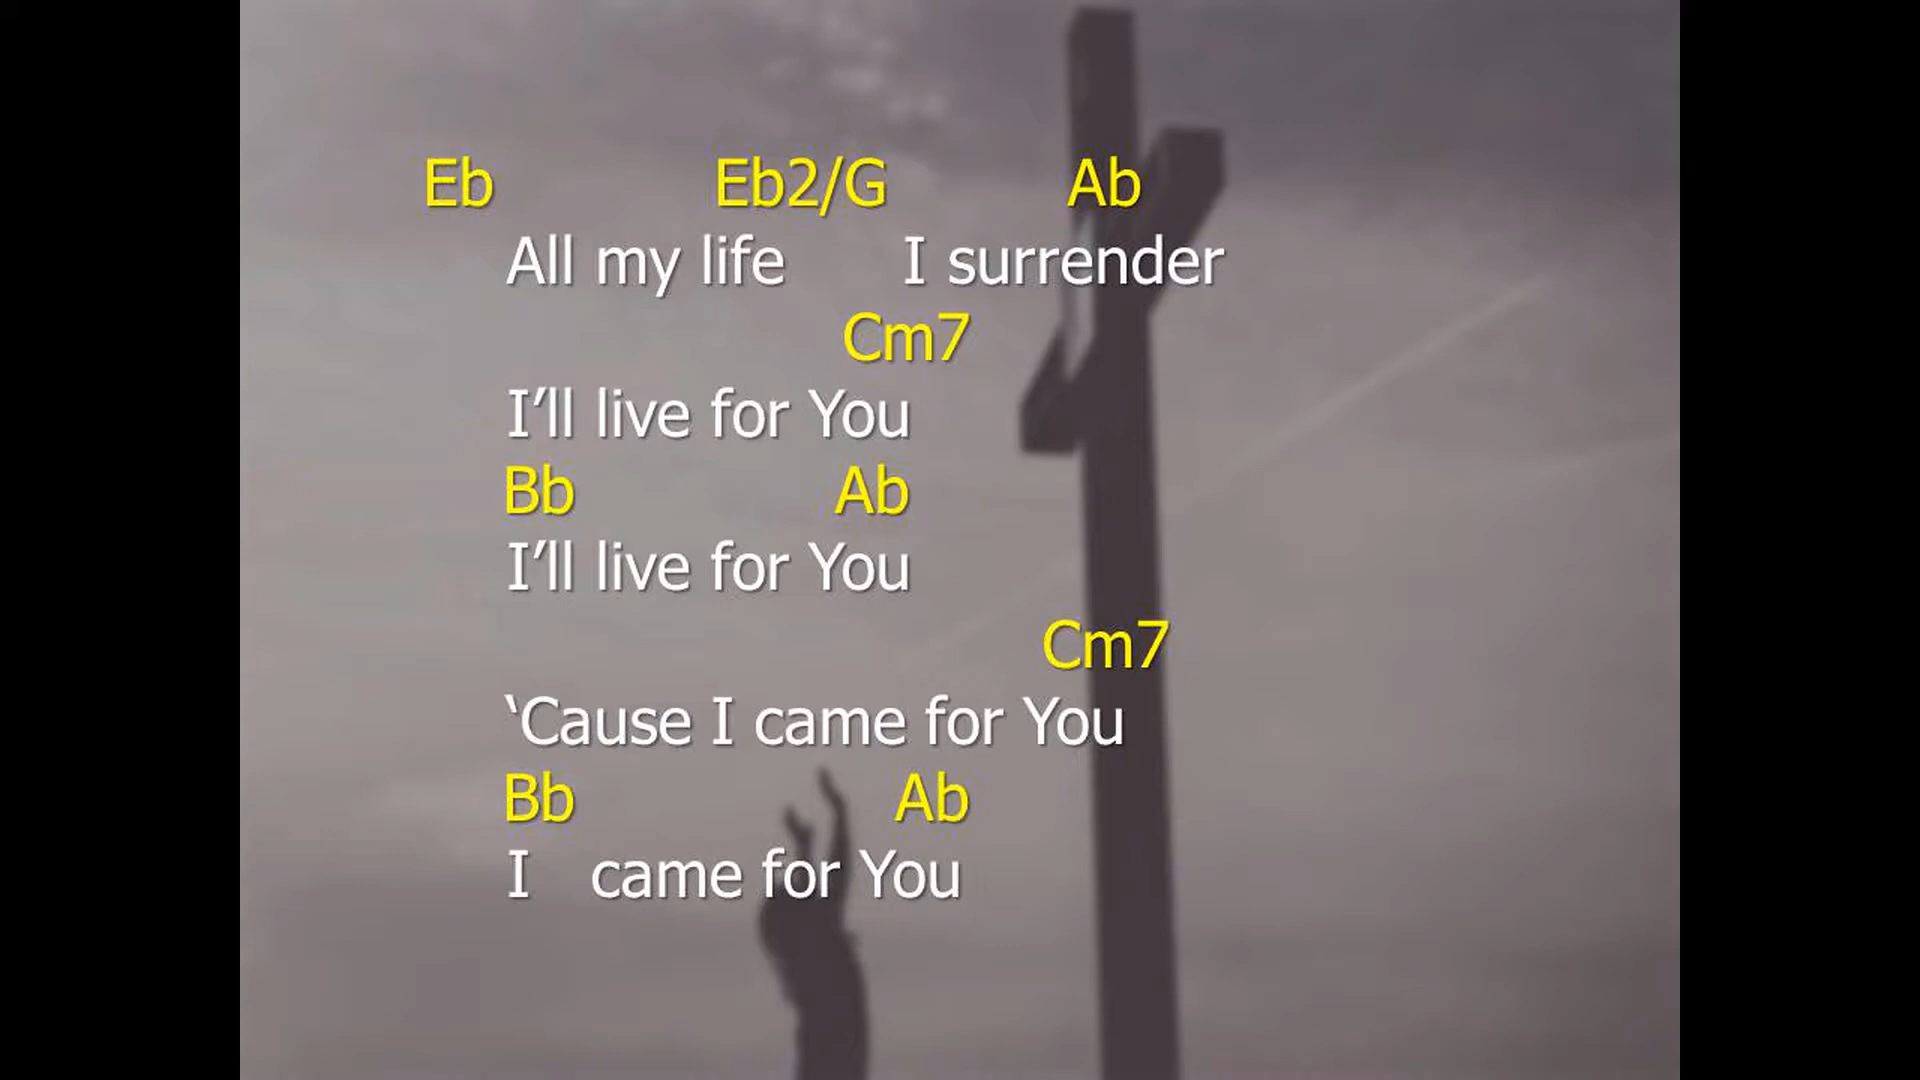 Eb Eb2/G Ab
All my life I surrender
Cm7
I’ll live for You
Bb Ab
I’ll live for You
Cm7
‘Cause I came for You
Bb Ab
I came for You